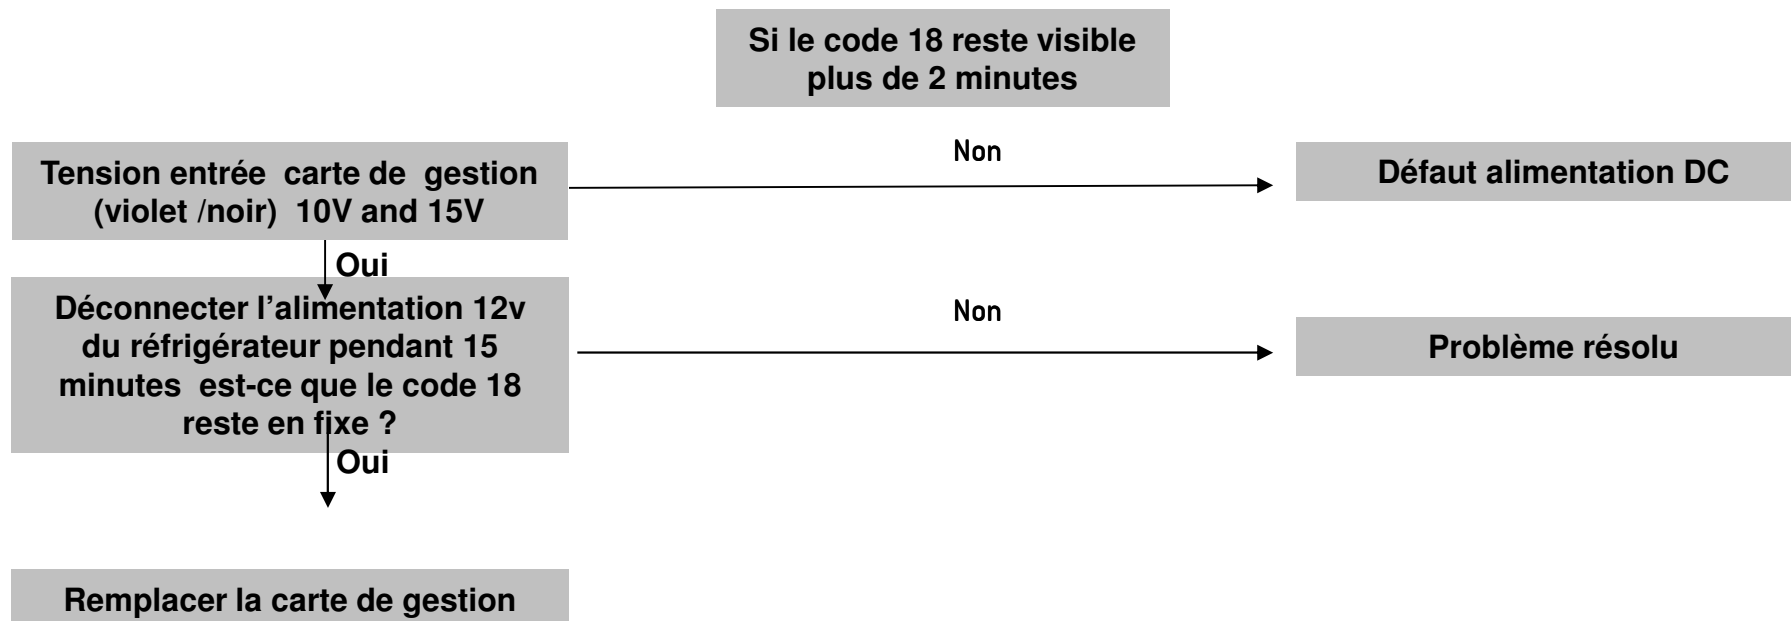 Si le code 18 reste visible
plus de 2 minutes
Non
Tension entrée carte de gestion
(violet /noir) 10V and 15V
Défaut alimentation DC
Oui
Déconnecter l’alimentation 12v
du réfrigérateur pendant 15
minutes est-ce que le code 18
reste en fixe ?
Non
Problème résolu
Oui
Remplacer la carte de gestion